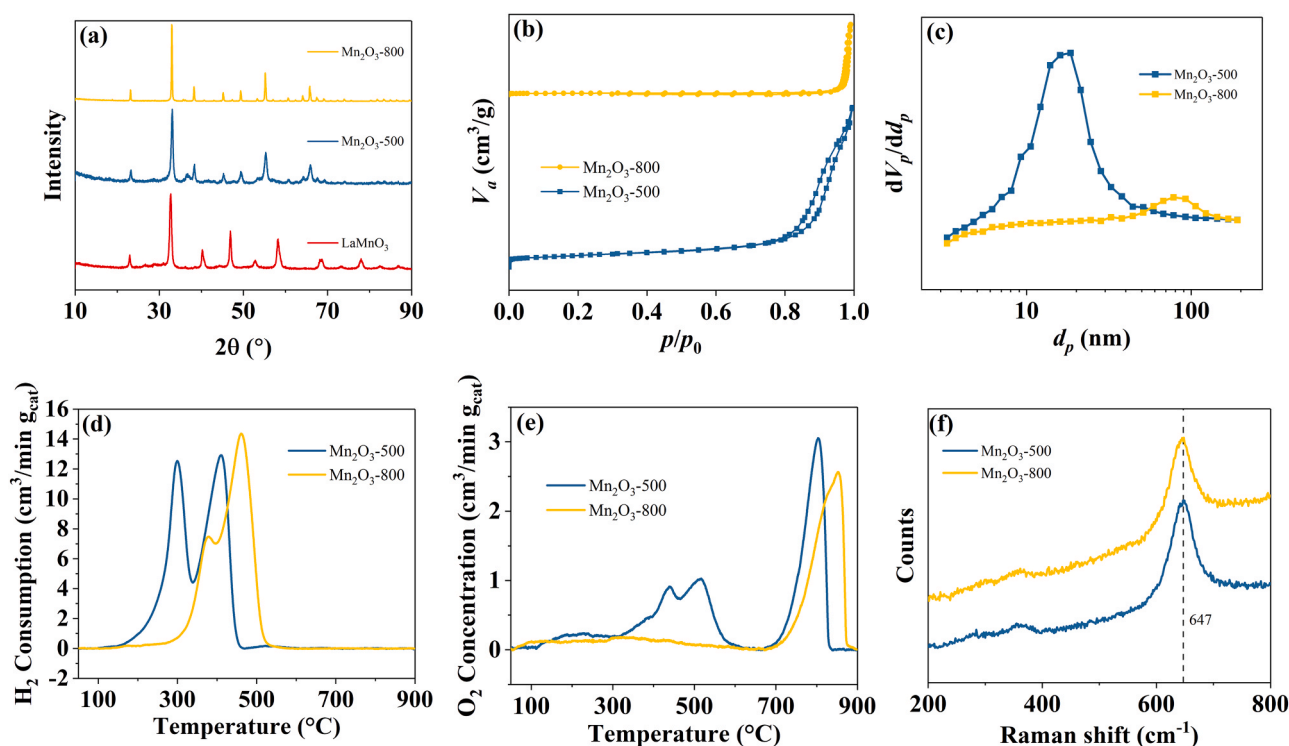 (a)
Mn₂O₃-800
Mn₂O₃-500
LaMnO₃
Intensity
10 30 50 70 90
2θ (°)
(b)
Mn₂O₃-800
Mn₂O₃-500
Vₐ (cm³/g)
0.0 0.2 0.4 0.6 0.8 1.0
p/p₀
(c)
Mn₂O₃-500
Mn₂O₃-800
dVₚ/ddₚ
10 100
dₚ (nm)
(d)
Mn₂O₃-500
Mn₂O₃-800
H₂ Consumption (cm³/min g_cat)
16
14
12
10
8
6
4
2
0
-2
100 300 500 700 900
Temperature (°C)
(e)
Mn₂O₃-500
Mn₂O₃-800
O₂ Concentration (cm³/min g_cat)
3
2
1
0
100 300 500 700 900
Temperature (°C)
(f)
Mn₂O₃-500
Mn₂O₃-800
Counts
647
200 400 600 800
Raman shift (cm⁻¹)